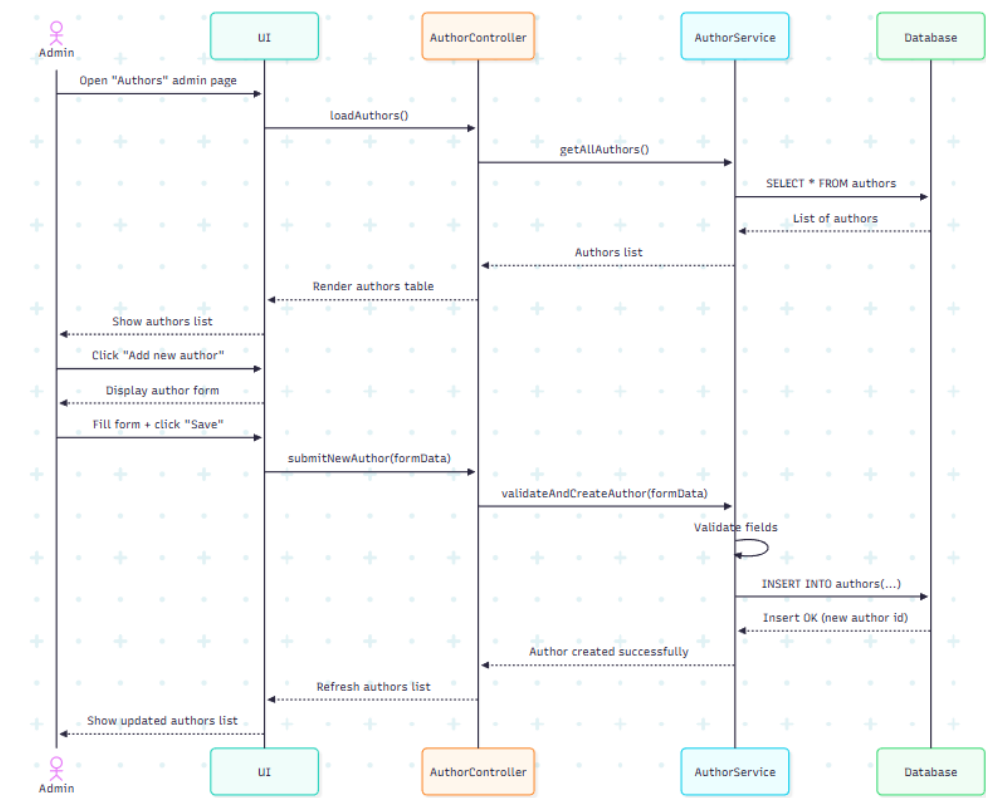 Admin
UI
AuthorController
AuthorService
Database
Open "Authors" admin page
loadAuthors()
getAllAuthors()
SELECT * FROM authors
List of authors
Authors list
Render authors table
Show authors list
Click "Add new author"
Display author form
Fill form + click "Save"
submitNewAuthor(formData)
validateAndCreateAuthor(formData)
Validate fields
INSERT INTO authors(...)
Insert OK (new author id)
Author created successfully
Refresh authors list
Show updated authors list
Admin
UI
AuthorController
AuthorService
Database